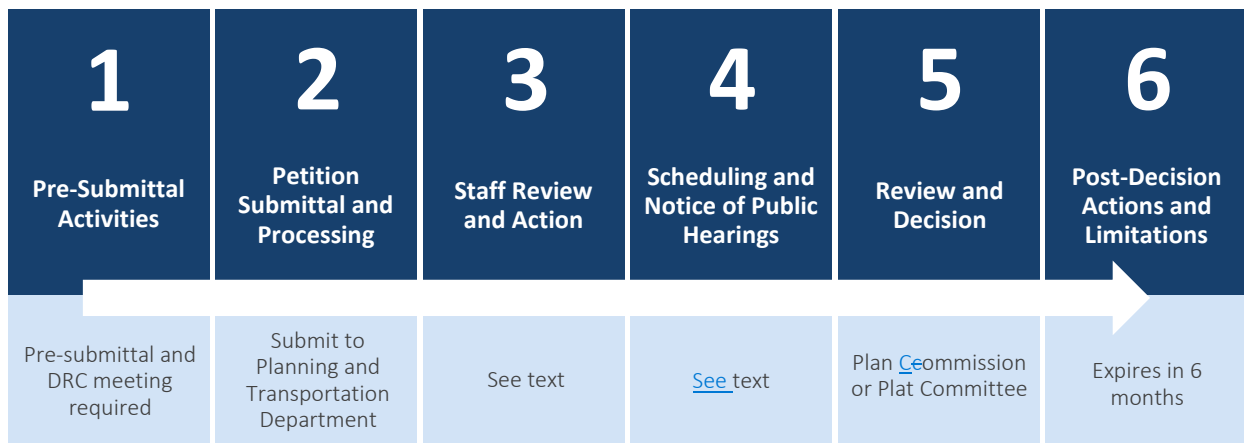 1
Pre-Submittal
Activities
Pre-submittal and
DRC meeting
required
2
Petition
Submittal and
Processing
Submit to
Planning and
Transportation
Department
3
Staff Review
and Action
See text
4
Scheduling and
Notice of Public
Hearings
See text
5
Review and
Decision
Plan Ccommission
or Plat Committee
6
Post-Decision
Actions and
Limitations
Expires in 6
months